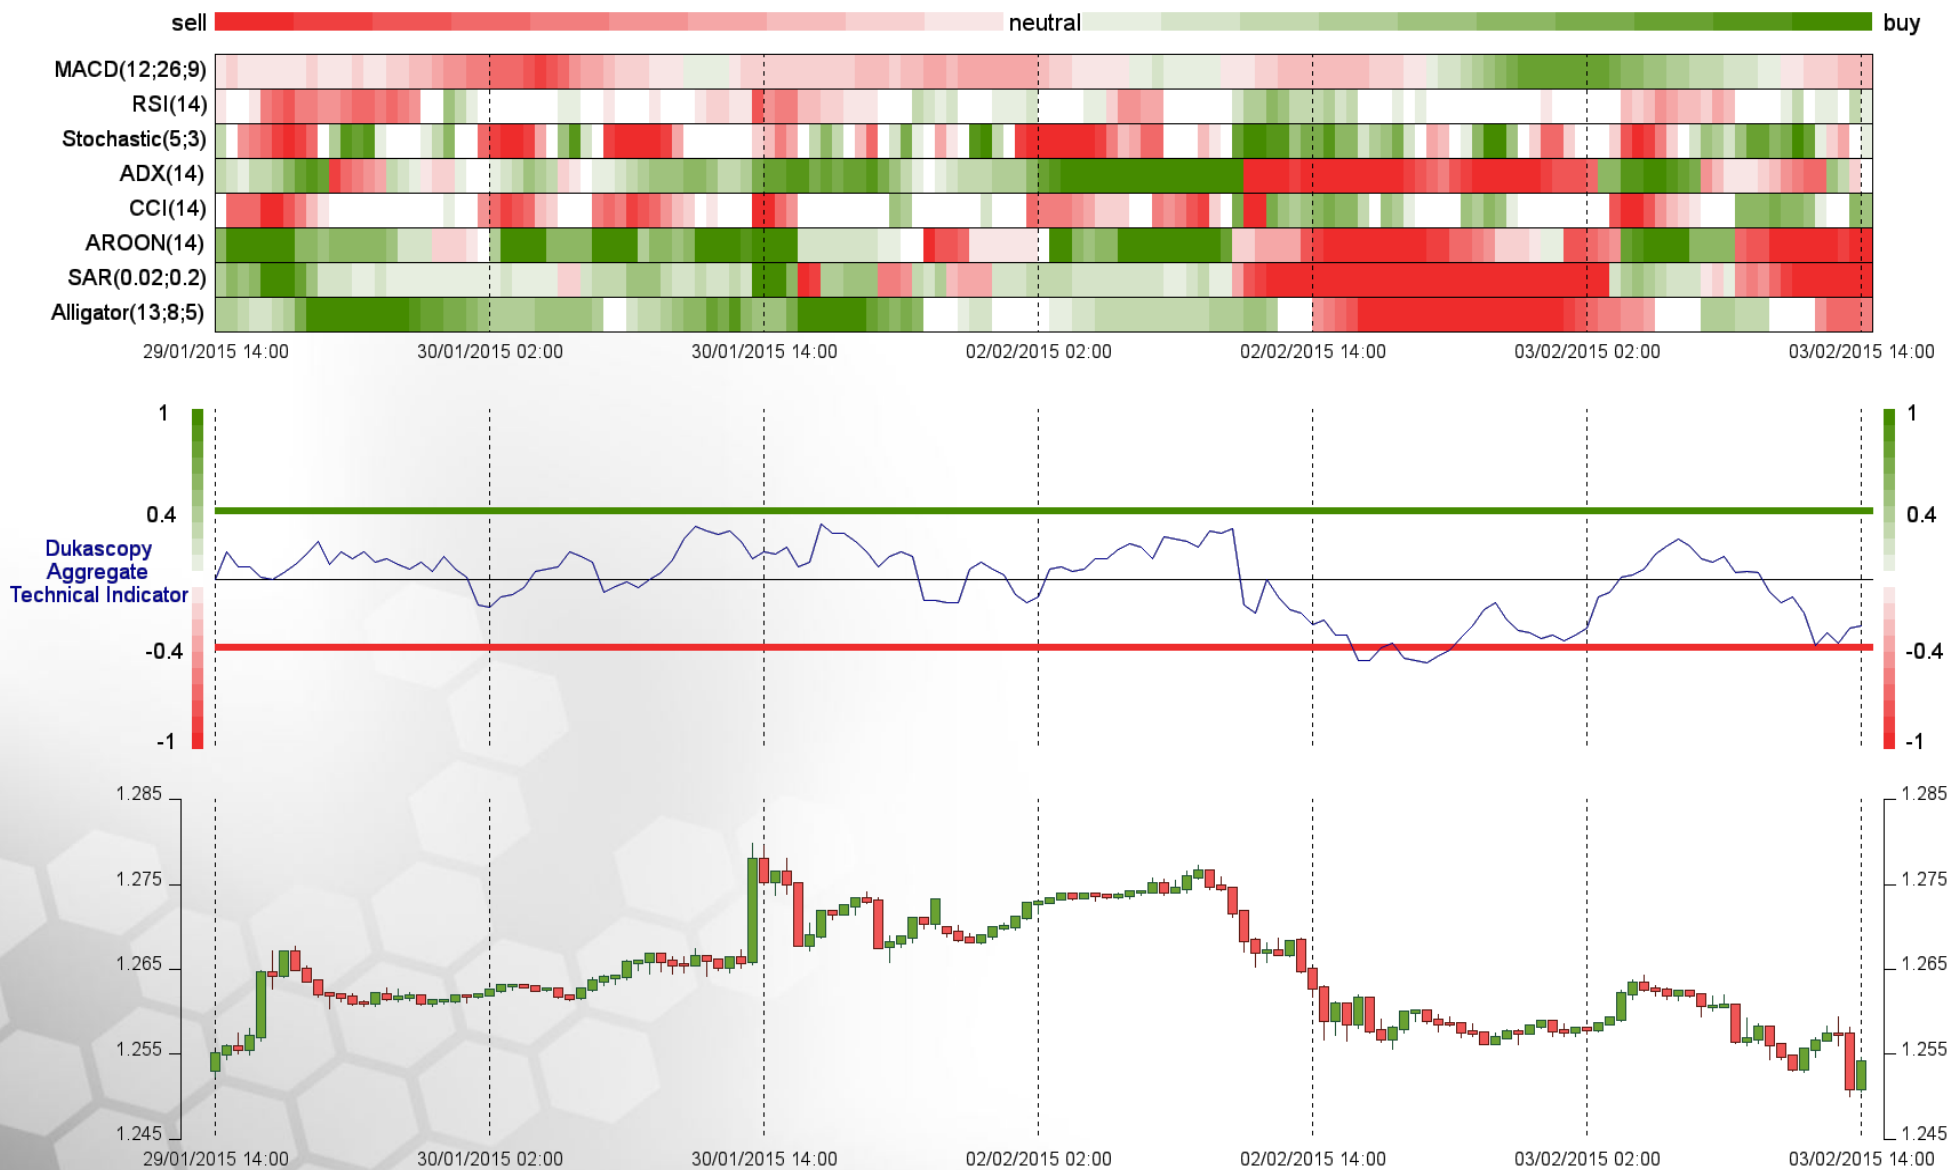 sell neutral buy
MACD(12;26;9)
RSI(14)
Stochastic(5;3)
ADX(14)
CCI(14)
AROON(14)
SAR(0.02;0.2)
Alligator(13;8;5)
29/01/2015 14:00 30/01/2015 02:00 30/01/2015 14:00 02/02/2015 02:00 02/02/2015 14:00 03/02/2015 02:00 03/02/2015 14:00
1 1
0.4 0.4
Dukascopy
Aggregate
Technical Indicator
-0.4 -0.4
-1 -1
1.285 1.285
1.275 1.275
1.265 1.265
1.255 1.255
1.245 1.245
29/01/2015 14:00 30/01/2015 02:00 30/01/2015 14:00 02/02/2015 02:00 02/02/2015 14:00 03/02/2015 02:00 03/02/2015 14:00